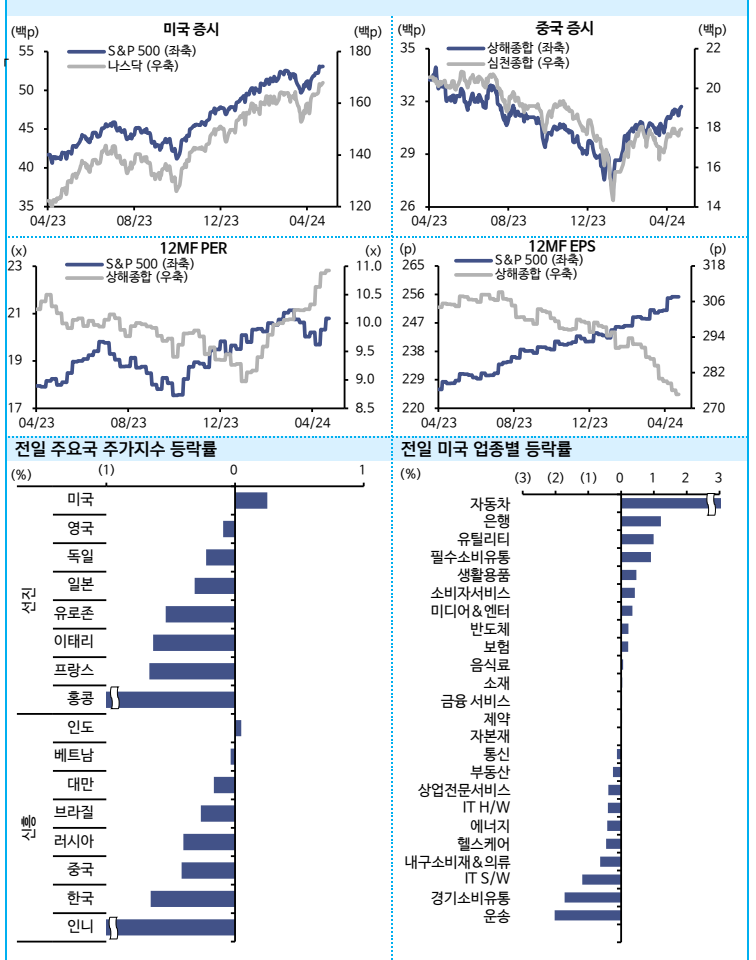 미국 증시
(백p)
(백p)
S&P 500 (좌축)
나스닥 (우축)
55
50
45
40
35
180
160
140
120
04/23
08/23
12/23
04/24
중국 증시
(백p)
(백p)
상해종합 (좌축)
심천종합 (우축)
35
32
29
26
22
20
18
16
14
04/23
08/23
12/23
04/24
12MF PER
(x)
(x)
S&P 500 (좌축)
상해종합 (우축)
23
21
19
17
11.0
10.5
10.0
9.5
9.0
8.5
04/23
08/23
12/23
04/24
12MF EPS
(p)
(p)
S&P 500 (좌축)
상해종합 (우축)
265
256
247
238
229
220
318
306
294
282
270
04/23
08/23
12/23
04/24
전일 주요국 주가지수 등락률
(%)
(1)
0
1
선진
미국
영국
독일
일본
유로존
이태리
프랑스
홍콩
신흥
인도
베트남
대만
브라질
러시아
중국
한국
인니
전일 미국 업종별 등락률
(%)
(3)
(2)
(1)
0
1
2
3
자동차
은행
유틸리티
필수소비유통
생활용품
소비자서비스
미디어&엔터
반도체
보험
음식료
소재
금융 서비스
제약
자본재
통신
부동산
상업전문서비스
IT H/W
에너지
헬스케어
내구소비재&의류
IT S/W
경기소비유통
운송